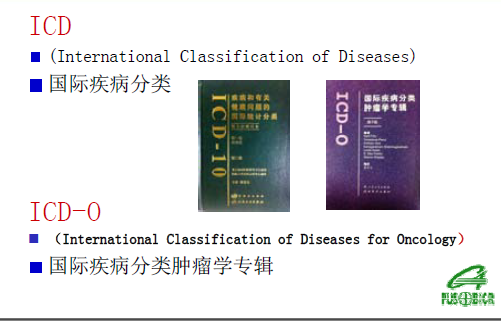 ICD
(International Classification of Diseases)
国际疾病分类
疾病和有关
健康问题的
国际统计分类
ICD-10
国际疾病分类
肿瘤学专辑
ICD-O
ICD-O
（International Classification of Diseases for Oncology）
国际疾病分类肿瘤学专辑